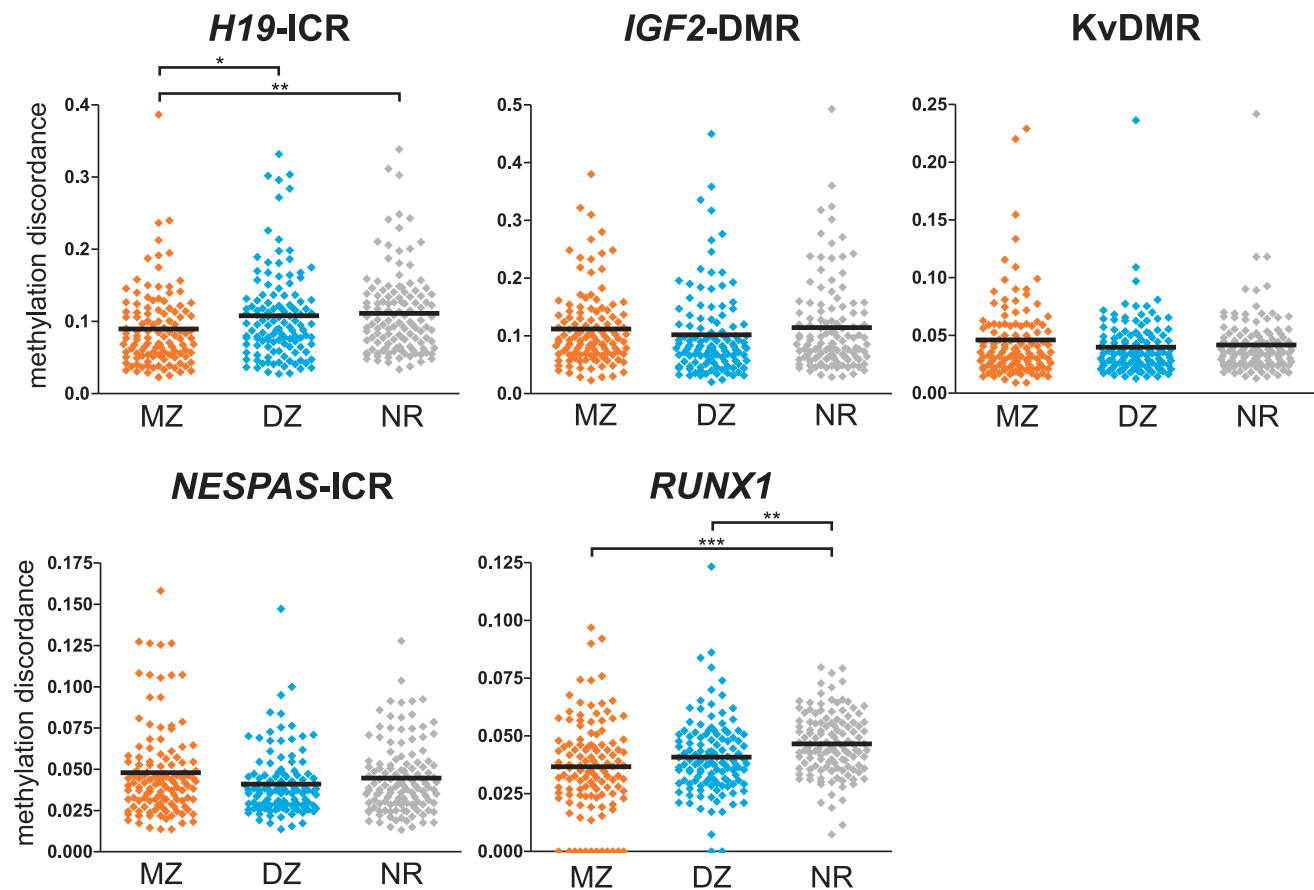 H19-ICR
IGF2-DMR
KvDMR
*
**
methylation discordance
0.4
0.3
0.2
0.1
0.0
MZ DZ NR
0.5
0.4
0.3
0.2
0.1
0.0
MZ DZ NR
0.25
0.20
0.15
0.10
0.05
0.00
MZ DZ NR
NESPAS-ICR
RUNX1
**
***
methylation discordance
0.175
0.150
0.125
0.100
0.075
0.050
0.025
0.000
MZ DZ NR
0.125
0.100
0.075
0.050
0.025
0.000
MZ DZ NR